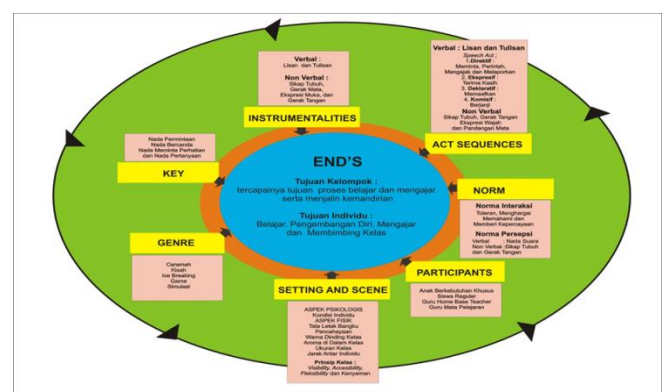 Verbal :
Lisan dan Tulisan
Non Verbal :
Sikap Tubuh,
Gerak Mata,
Ekspresi Muka, dan
Gerak Tangan
INSTRUMENTALITIES
Verbal : Lisan dan Tulisan
Speech Act ;
1. Direktif :
Meminta, Perintah,
Mengajak dan Melaporkan
2. Ekspresif :
Terima Kasih
3. Deklaratif :
Memaafkan
4. Komisif :
Berjanji
Non Verbal
Sikap Tubuh, Gerak Tangan
Ekspresi Wajah
dan Pandangan Mata
ACT SEQUENCES
Nada Permintaan
Nada Bercanda
Nada Meminta Perhatian
dan Nada Pertanyaan
KEY
END'S
Tujuan Kelompok :
tercapainya tujuan proses belajar dan mengajar
serta menjalin kemandirian
Tujuan Individu :
Belajar, Pengembangan Diri, Mengajar
dan Membimbing Kelas
NORM
Norma Interaksi
Toleran, Menghargai
Memahami dan
Memberi Kepercayaan
Norma Persepsi
Verbal : Nada Suara
Non Verbal :Sikap Tubuh
dan Gerak Tangan
GENRE
Ceramah
Kisah
Ice Breaking
Game
Simulasi
SETTING AND SCENE
ASPEK PSIKOLOGIS
Kondisi Individu
ASPEK FISIK
Tata Letak Bangku
Pencahayaan
Warna Dinding Kelas
Aroma di Dalam Kelas
Ukuran Kelas
Jarak Antar Individu
Prinsip Kelas :
Visibility, Accesibility,
Fleksibility dan Kenyaman
PARTICIPANTS
Anak Berkebutuhan Khusus
Siswa Reguler
Guru Home Base Teacher
Guru Mata Pelajaran